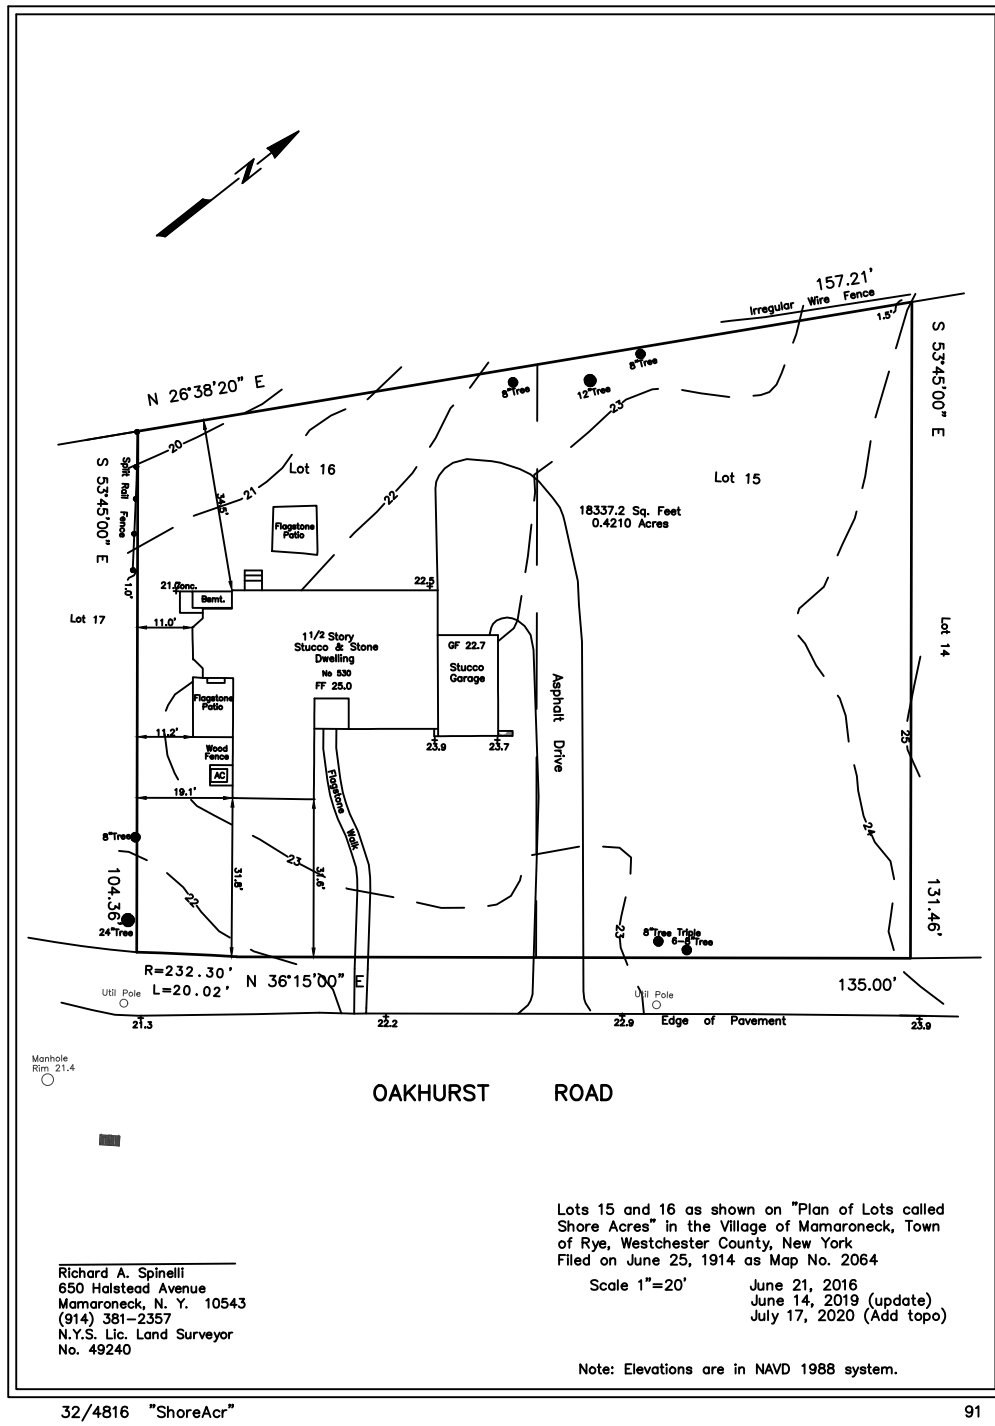 N
157.21'
Irregular Wire Fence
1.5'
S 53°45'00" E
8"Tree
12"Tree
8"Tree
N 26°38'20" E
23
20
Lot 16
Lot 15
Split Rail Fence
S 53°45'00" E
21
22
34.5'
18337.2 Sq. Feet
0.4210 Acres
Flagstone
Patio
1.0'
Conc.
22.5
Bsmt.
Lot 17
11.0'
Lot 14
1 1/2 Story
Stucco & Stone
Dwelling
No 530
FF 25.0
GF 22.7
Stucco
Garage
Flagstone
Patio
Asphalt Drive
11.2'
23.9
23.7
25
Wood
Fence
AC
Flagstone Walk
19.1'
24
8"Tree
23
31.8'
31.6'
104.36'
22
131.46'
24"Tree
23
8"Tree Triple
6-8"Tree
R=232.30'
L=20.02'
N 36°15'00" E
135.00'
Util Pole
Util Pole
21.3
22.2
22.9
Edge of Pavement
23.9
Manhole
Rim 21.4
OAKHURST ROAD
Lots 15 and 16 as shown on "Plan of Lots called
Shore Acres" in the Village of Mamaroneck, Town
of Rye, Westchester County, New York
Filed on June 25, 1914 as Map No. 2064
Scale 1"=20'
June 21, 2016
June 14, 2019 (update)
July 17, 2020 (Add topo)
Richard A. Spinelli
650 Halstead Avenue
Mamaroneck, N. Y. 10543
(914) 381-2357
N.Y.S. Lic. Land Surveyor
No. 49240
Note: Elevations are in NAVD 1988 system.
32/4816 "ShoreAcr"
91